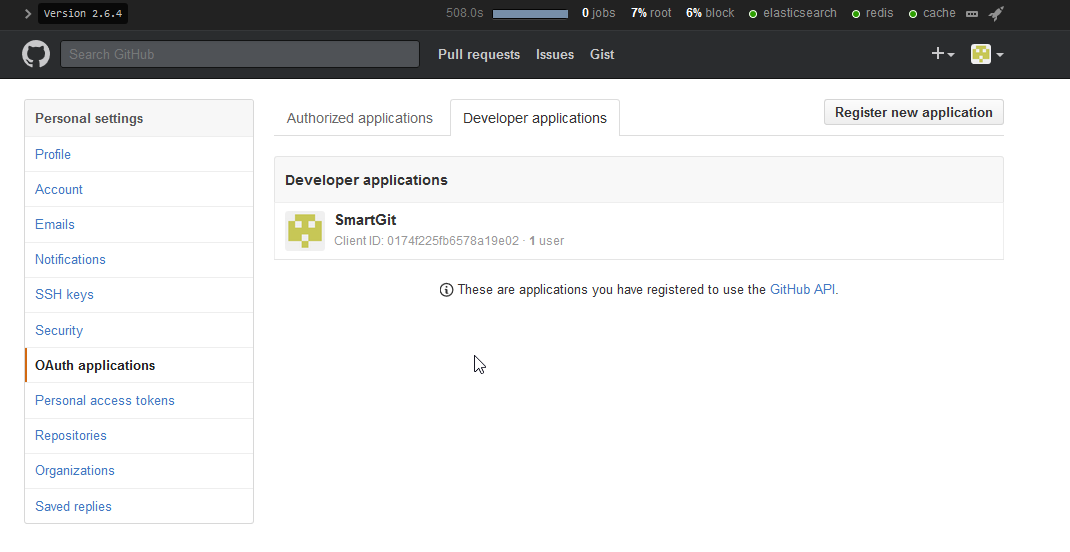 Version 2.6.4 508.0s 0 jobs 7% root 6% block elasticsearch redis cache
Search GitHub Pull requests Issues Gist
Personal settings
Profile
Account
Emails
Notifications
SSH keys
Security
OAuth applications
Personal access tokens
Repositories
Organizations
Saved replies
Authorized applications Developer applications Register new application
Developer applications
SmartGit
Client ID: 0174f225fb6578a19e02 · 1 user
These are applications you have registered to use the GitHub API.